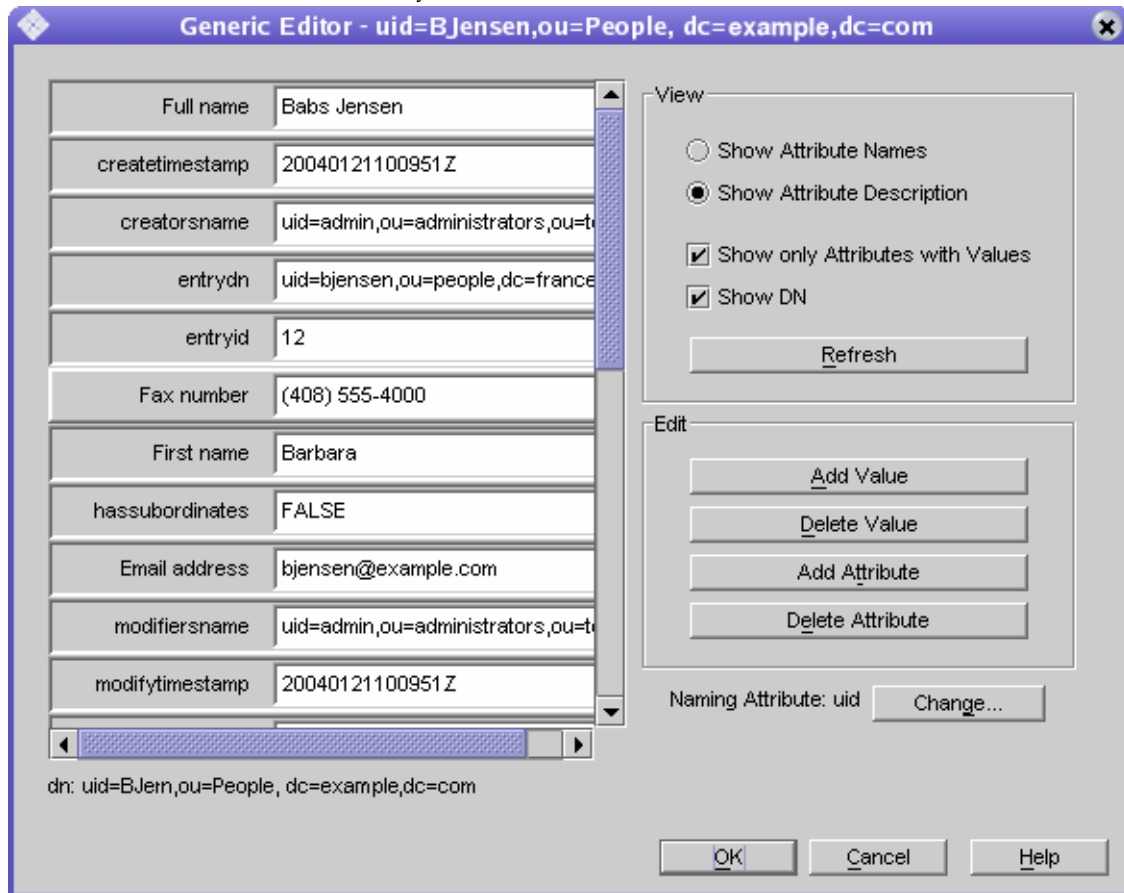 Generic Editor - uid=BJensen,ou=People, dc=example,dc=com
Full name Babs Jensen
createtimestamp 20040121100951Z
creatorsname uid=admin,ou=administrators,ou=t
entrydn uid=bjensen,ou=people,dc=france
entryid 12
Fax number (408) 555-4000
First name Barbara
hassubordinates FALSE
Email address bjensen@example.com
modifiersname uid=admin,ou=administrators,ou=t
modifytimestamp 20040121100951Z
dn: uid=BJern,ou=People, dc=example,dc=com
View
Show Attribute Names
Show Attribute Description
Show only Attributes with Values
Show DN
Refresh
Edit
Add Value
Delete Value
Add Attribute
Delete Attribute
Naming Attribute: uid Change...
OK Cancel Help